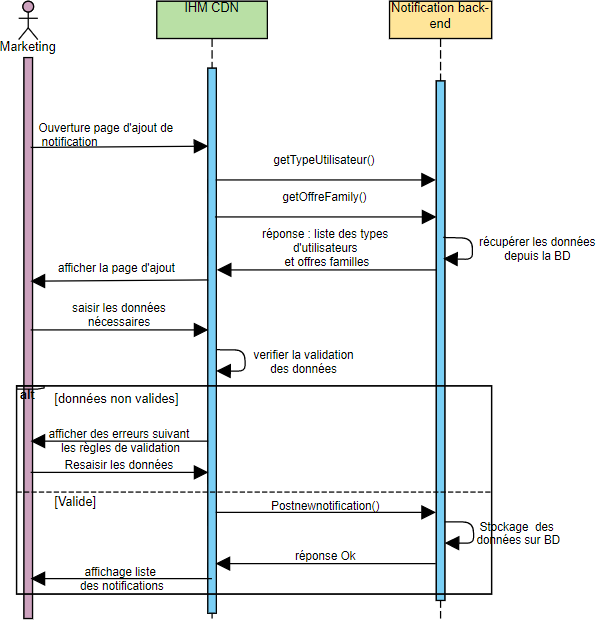 IHM CDN
Notification back-
end
Marketing
Ouverture page d'ajout de
notification
getTypeUtilisateur()
getOffreFamily()
réponse : liste des types
d'utilisateurs
et offres familles
récupérer les données
depuis la BD
afficher la page d'ajout
saisir les données
nécessaires
verifier la validation
des données
alt
[données non valides]
afficher des erreurs suivant
les règles de validation
Resaisir les données
[Valide]
Postnewnotification()
Stockage des
données sur BD
réponse Ok
affichage liste
des notifications